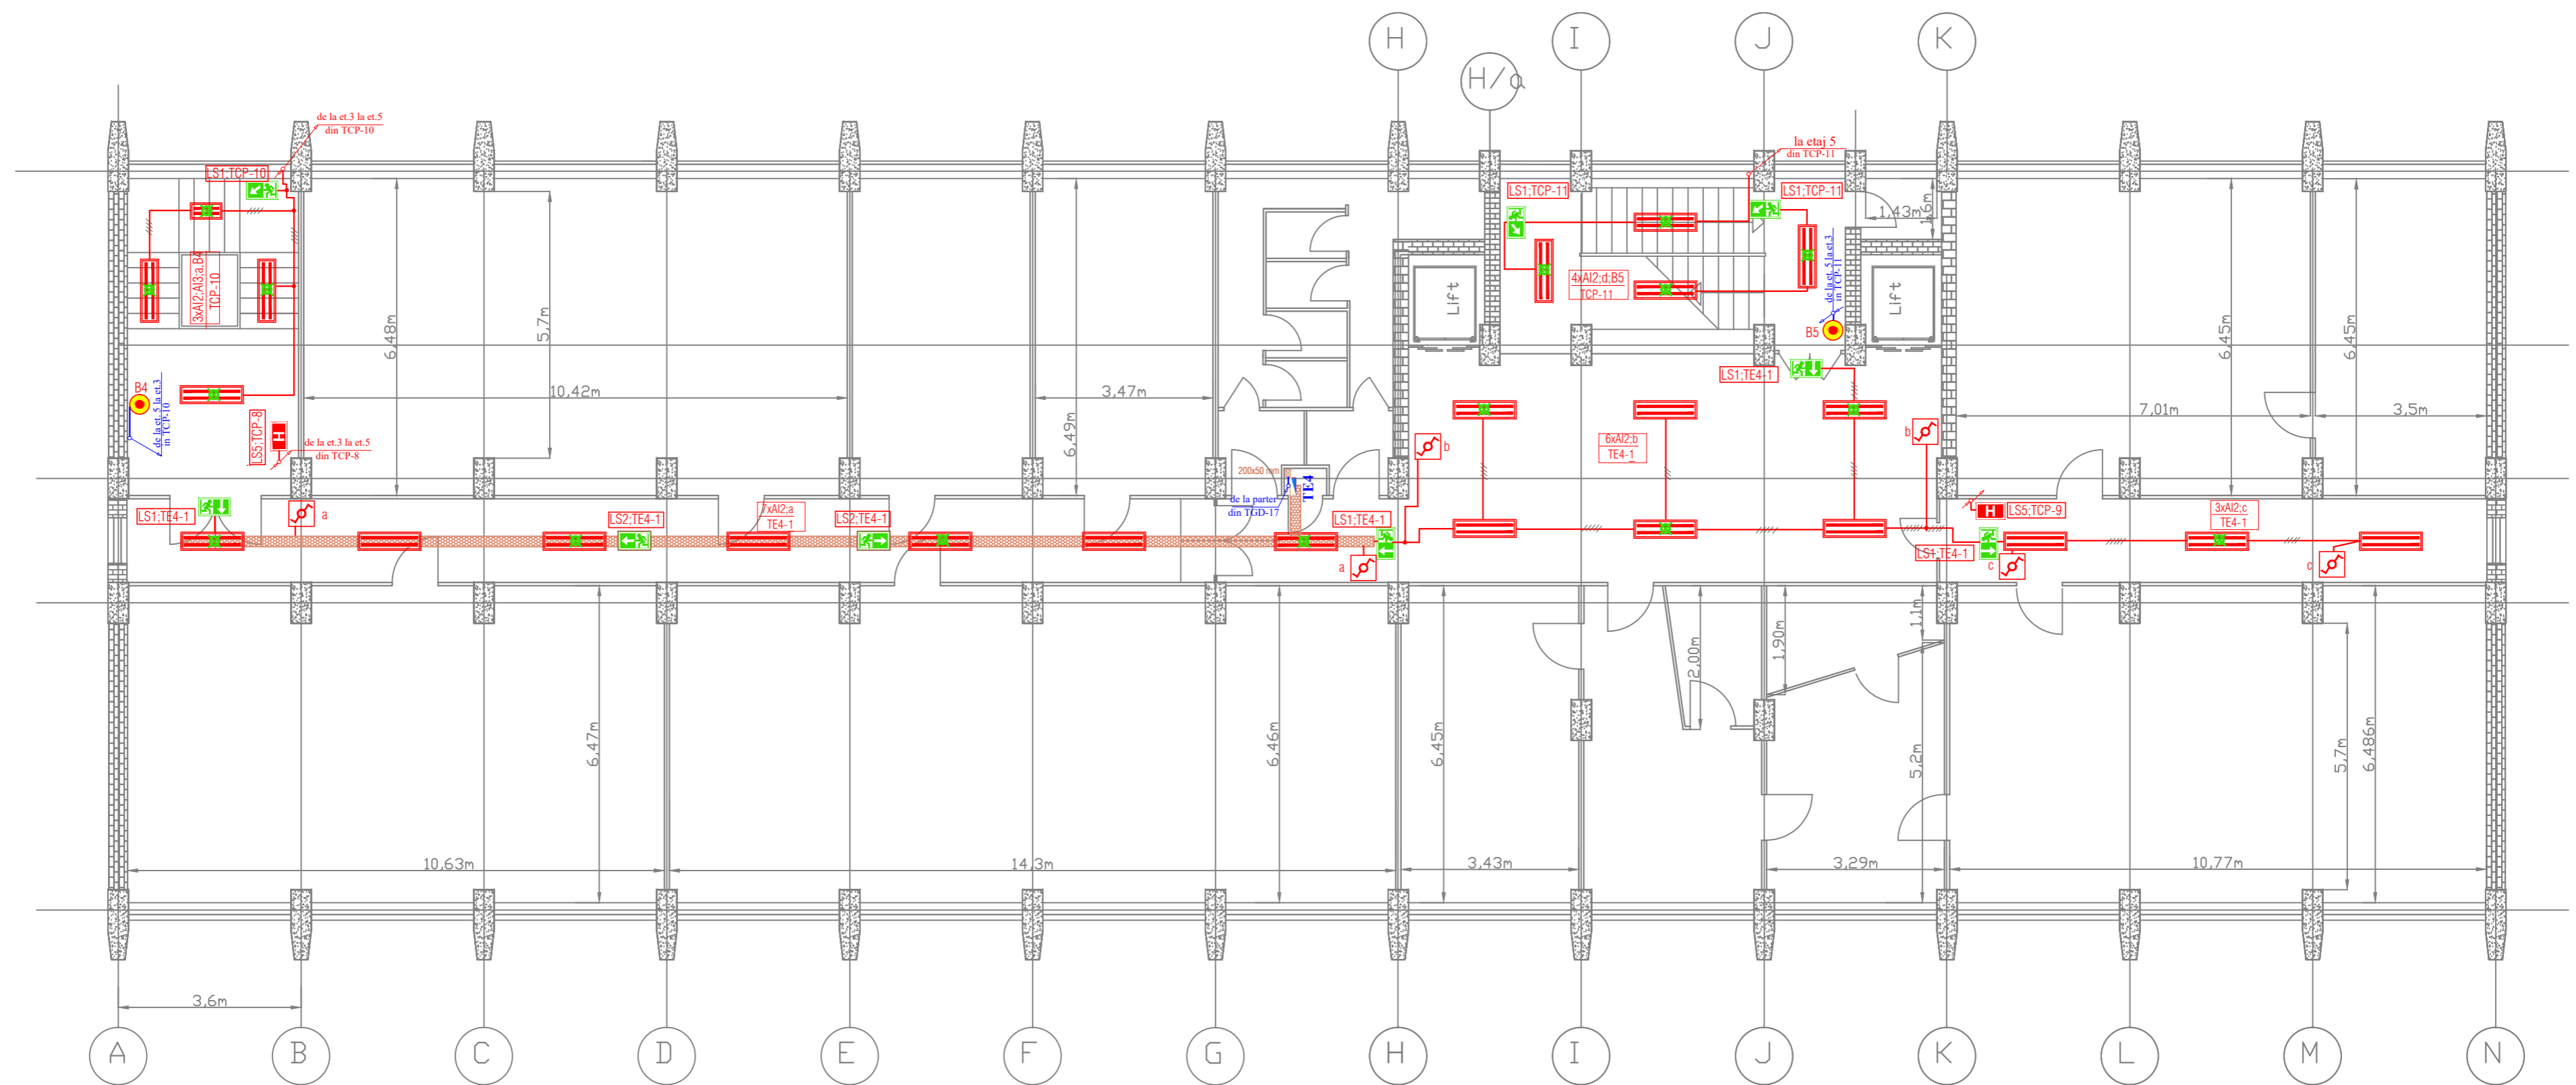 H
I
J
K
H/a
de la et.3 la et.5
din TCP-10
LS1;TCP-10
3xAI2;AI3;a,B4
TCP-10
B4
de la et. 5 la et.3
in TCP-10
LS5;TCP-8
de la et.3 la et.5
din TCP-8
6,48m
5,7m
10,42m
3,47m
6,49m
la etaj 5
din TCP-11
LS1;TCP-11
LS1;TCP-11
4xAI2;d;B5
TCP-11
Lift
Lift
de la et. 5 la et.3
in TCP-11
B5
LS1;TE4-1
1,43m
1,6m
6,45m
6,45m
7,01m
3,5m
b
b
6xAI2;b
TE4-1
200x50 mm
TE4
de la parter
din TGD-17
LS1;TE4-1
a
LS2;TE4-1
7xAI2;a
TE4-1
LS2;TE4-1
LS1;TE4-1
a
H
H
LS5;TCP-9
3xAI2;c
TE4-1
LS1;TE4-1
c
c
6,47m
6,46m
6,45m
2,00m
1,90m
1,1m
5,2m
5,7m
6,486m
10,63m
14,3m
3,43m
3,29m
10,77m
3,6m
A
B
C
D
E
F
G
H
I
J
K
L
M
N